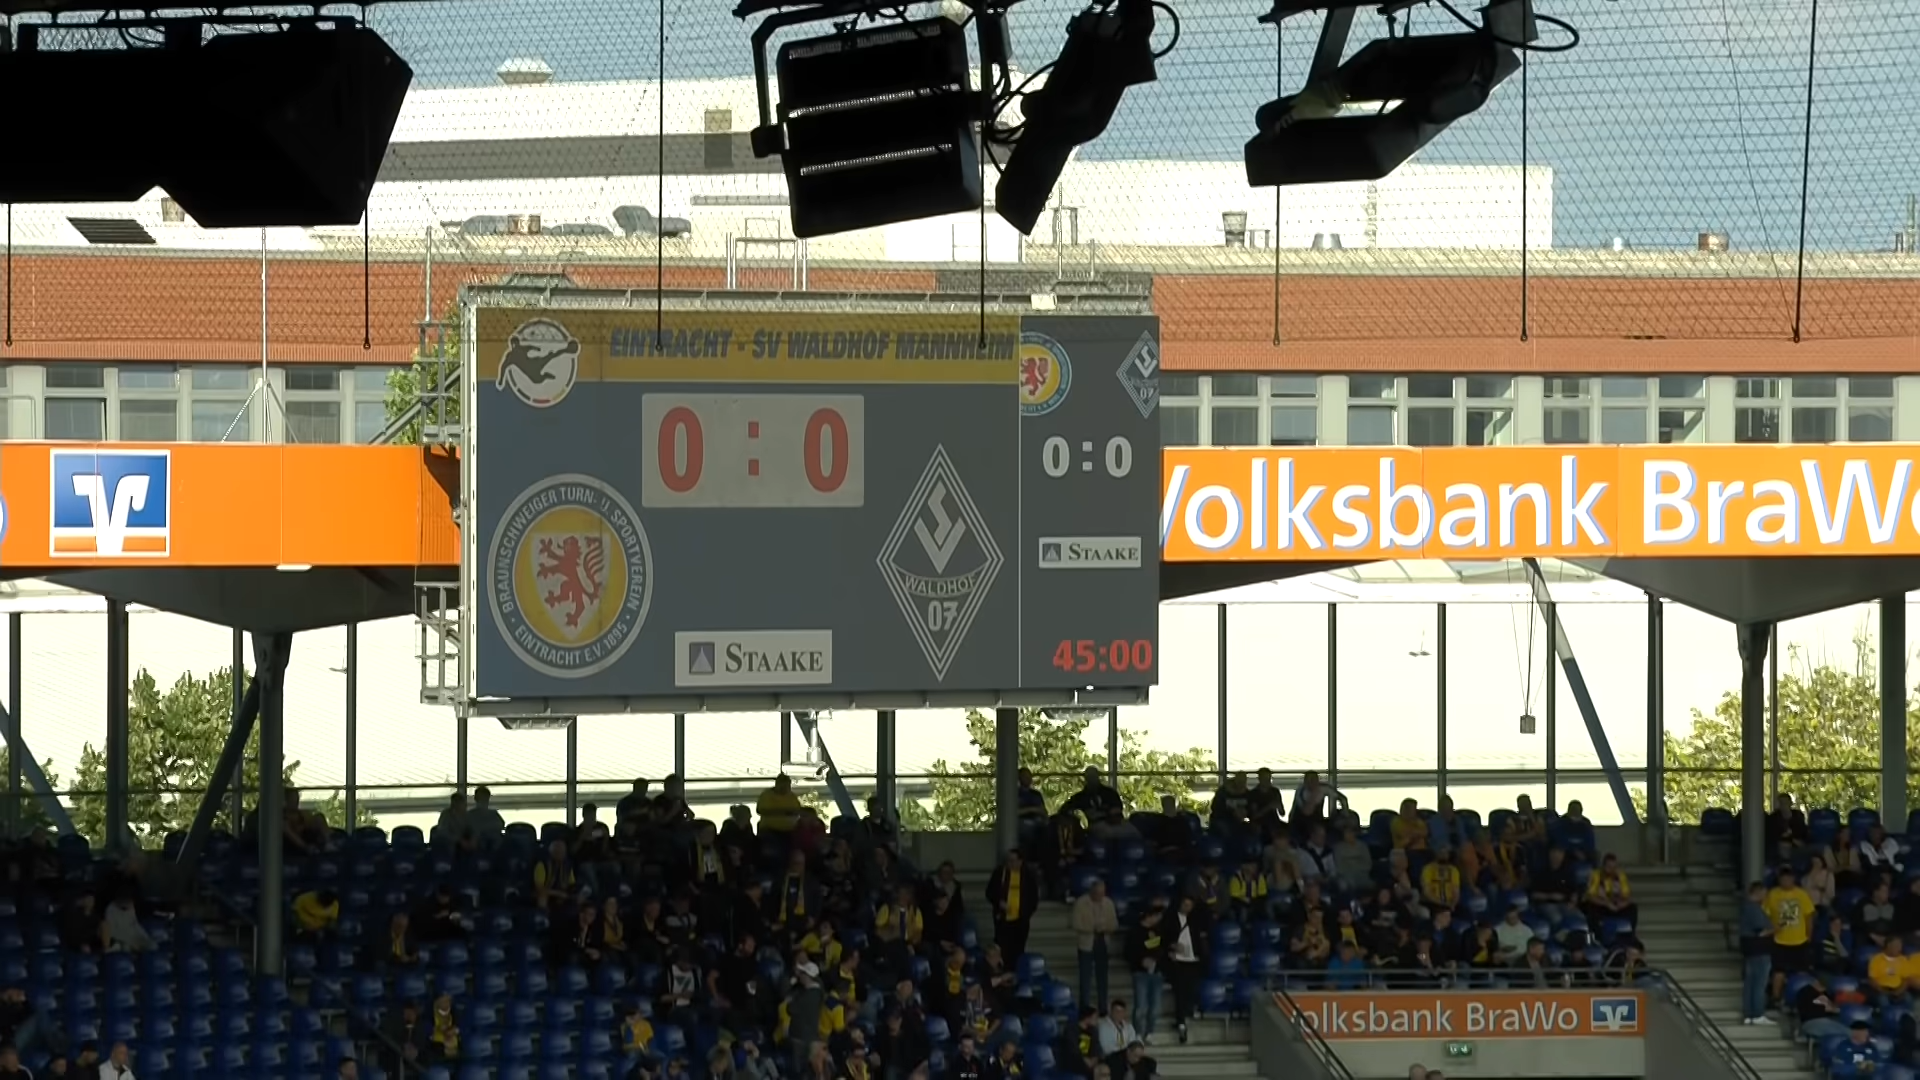 EINTRACHT - SV WALDHOF MANNHEIM
0 : 0
0:0
BRAUNSCHWEIGER TURN- U. SPORTVEREIN
· EINTRACHT E.V. 1895 ·
WALDHOF
07
STAAKE
STAAKE
45:00
Volksbank BraWo
olksbank BraWo